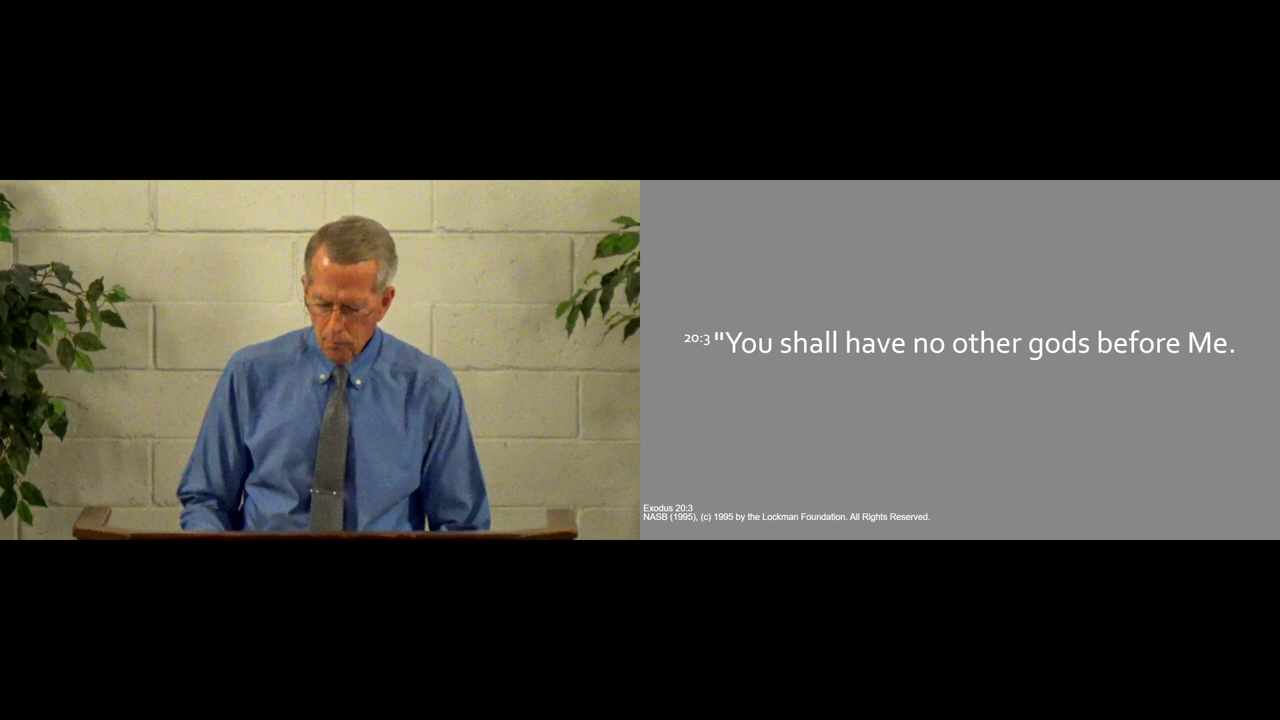 20:3 "You shall have no other gods before Me.
Exodus 20:3
NASB (1995), (c) 1995 by the Lockman Foundation. All Rights Reserved.